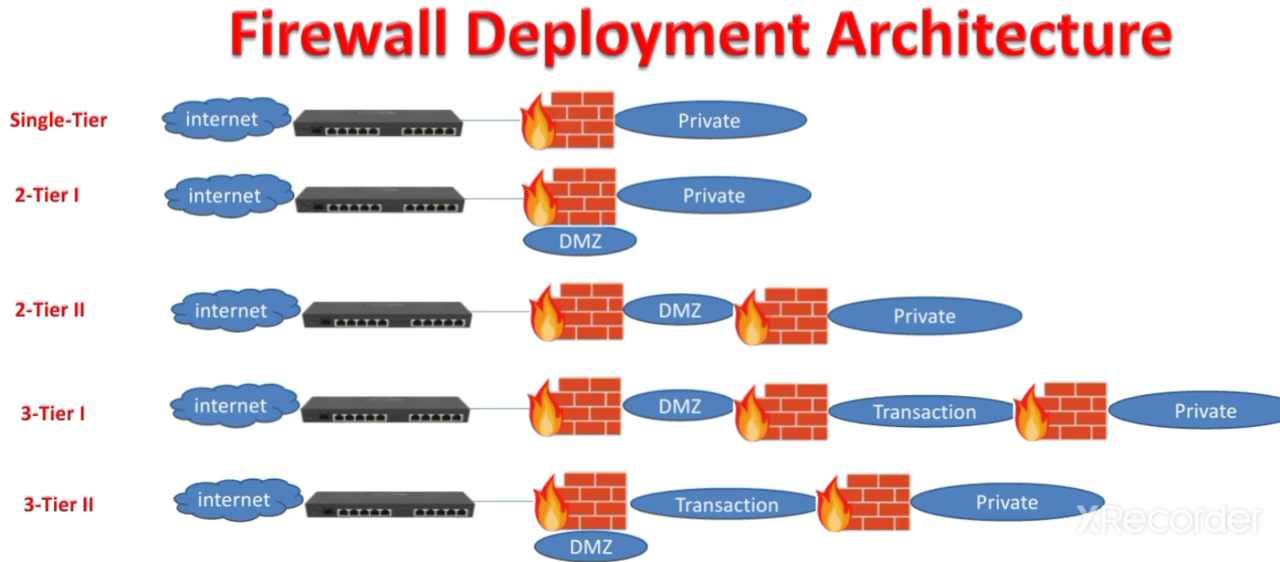 Firewall Deployment Architecture
Single-Tier internet Private
2-Tier I internet Private
DMZ
2-Tier II internet DMZ Private
3-Tier I internet DMZ Transaction Private
3-Tier II internet Transaction Private
DMZ
XRecorder